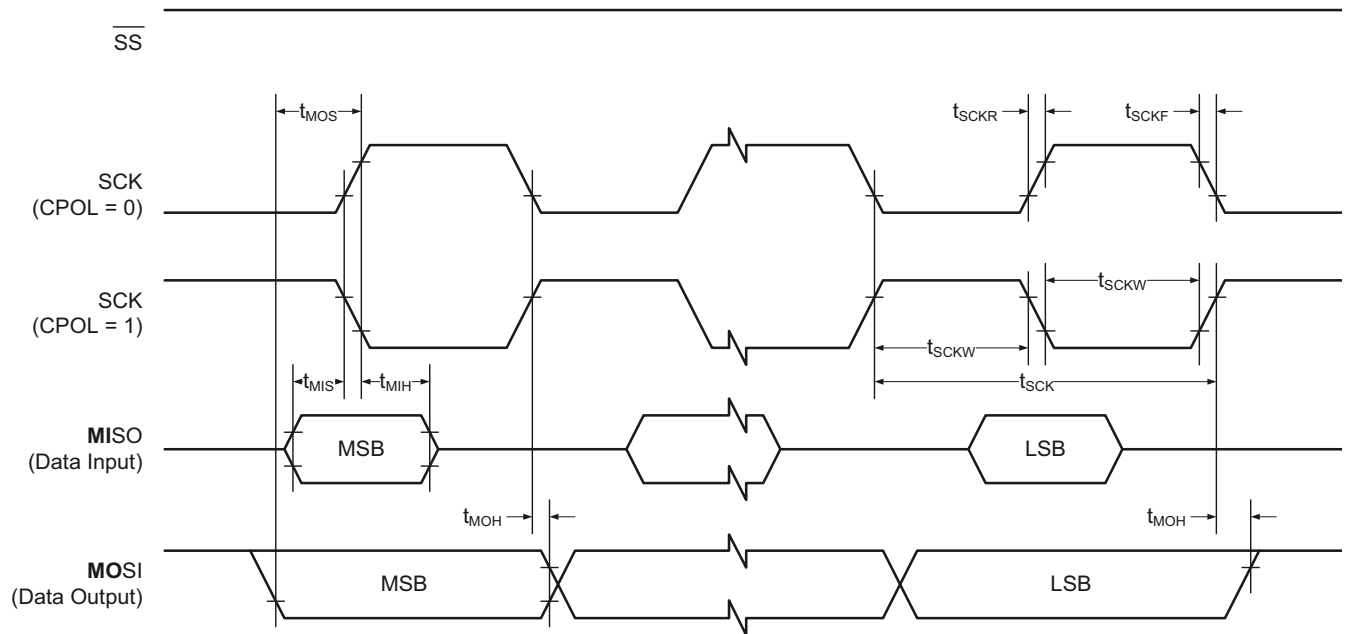 SS
tMOS
tSCKR
tSCKF
SCK
(CPOL = 0)
SCK
(CPOL = 1)
tSCKW
tSCKW
tSCK
tMIS
tMIH
MISO
(Data Input)
MSB
LSB
tMOH
tMOH
MOSI
(Data Output)
MSB
LSB